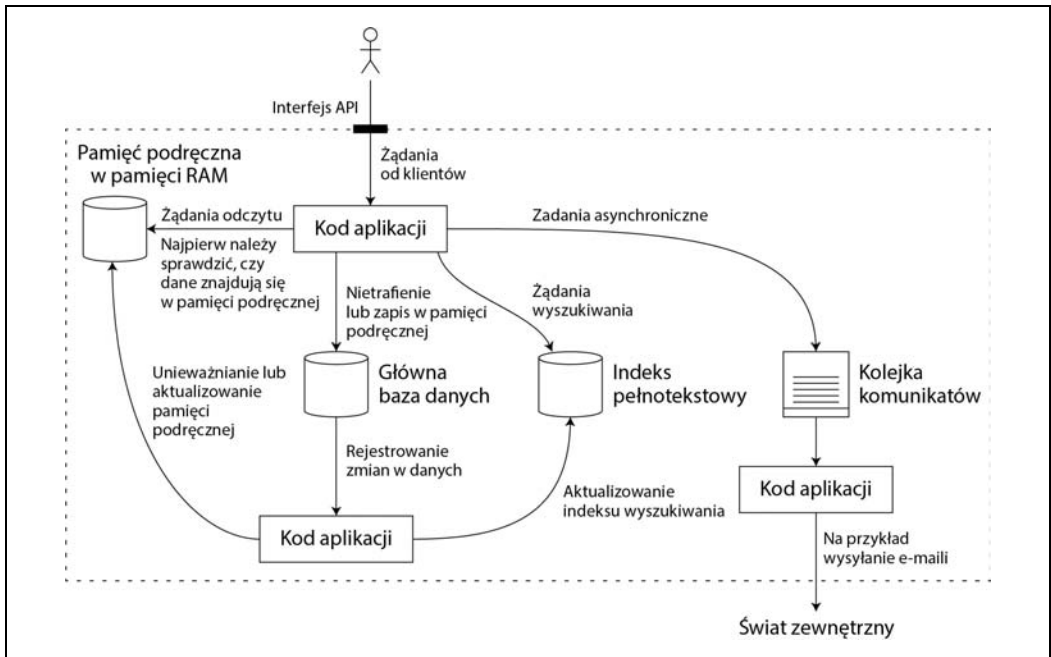 Interfejs API
Żądania
od klientów
Pamięć podręczna
w pamięci RAM
Żądania odczytu
Najpierw należy
sprawdzić, czy
dane znajdują się
w pamięci podręcznej
Kod aplikacji
Zadania asynchroniczne
Nietrafienie
lub zapis w pamięci
podręcznej
Żądania
wyszukiwania
Unieważnianie lub
aktualizowanie
pamięci
podręcznej
Główna
baza danych
Indeks
pełnotekstowy
Kolejka
komunikatów
Rejestrowanie
zmian w danych
Kod aplikacji
Aktualizowanie
indeksu wyszukiwania
Kod aplikacji
Na przykład
wysyłanie e-maili
Świat zewnętrzny